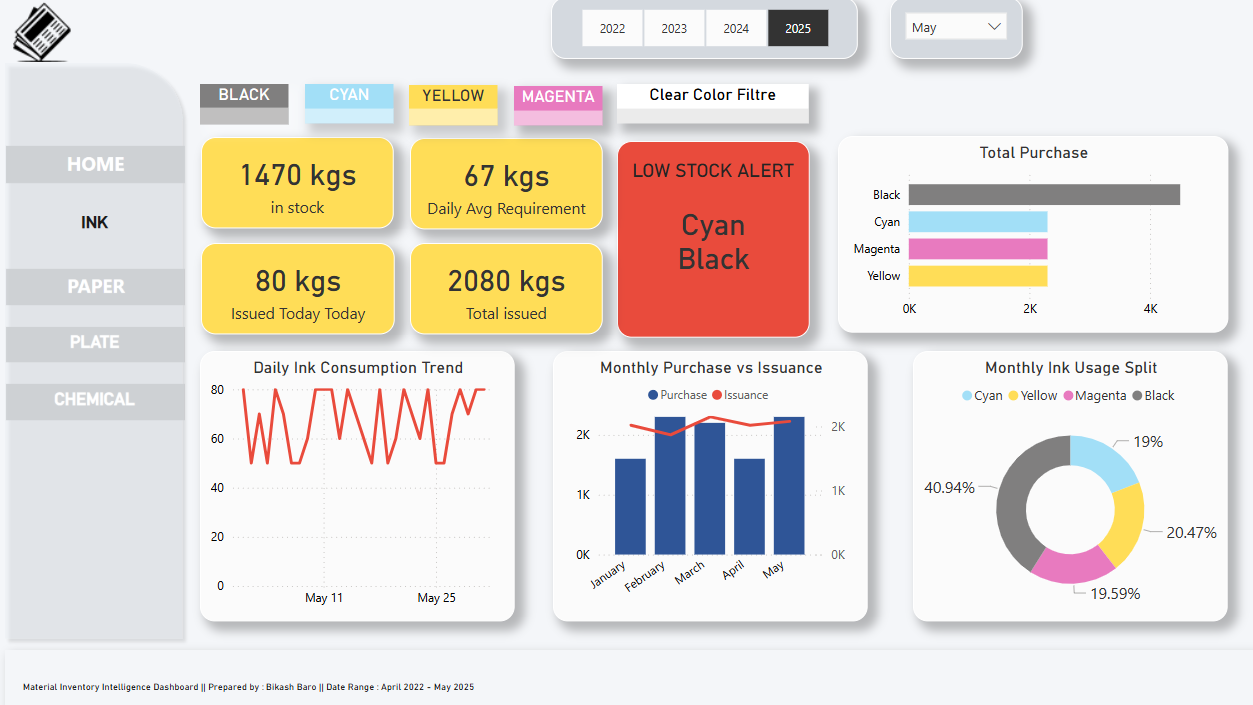 2022 2023 2024 2025 May
BLACK CYAN YELLOW MAGENTA Clear Color Filtre
HOME
INK
PAPER
PLATE
CHEMICAL
1470 kgs
in stock
67 kgs
Daily Avg Requirement
80 kgs
Issued Today Today
2080 kgs
Total issued
LOW STOCK ALERT
Cyan
Black
Total Purchase
Black
Cyan
Magenta
Yellow
0K 2K 4K
Daily Ink Consumption Trend
80
60
40
20
0
May 11 May 25
Monthly Purchase vs Issuance
Purchase Issuance
2K
1K
0K
2K
1K
0K
January February March April May
Monthly Ink Usage Split
Cyan Yellow Magenta Black
19%
40.94%
20.47%
19.59%
Material Inventory Intelligence Dashboard || Prepared by : Bikash Baro || Date Range : April 2022 - May 2025